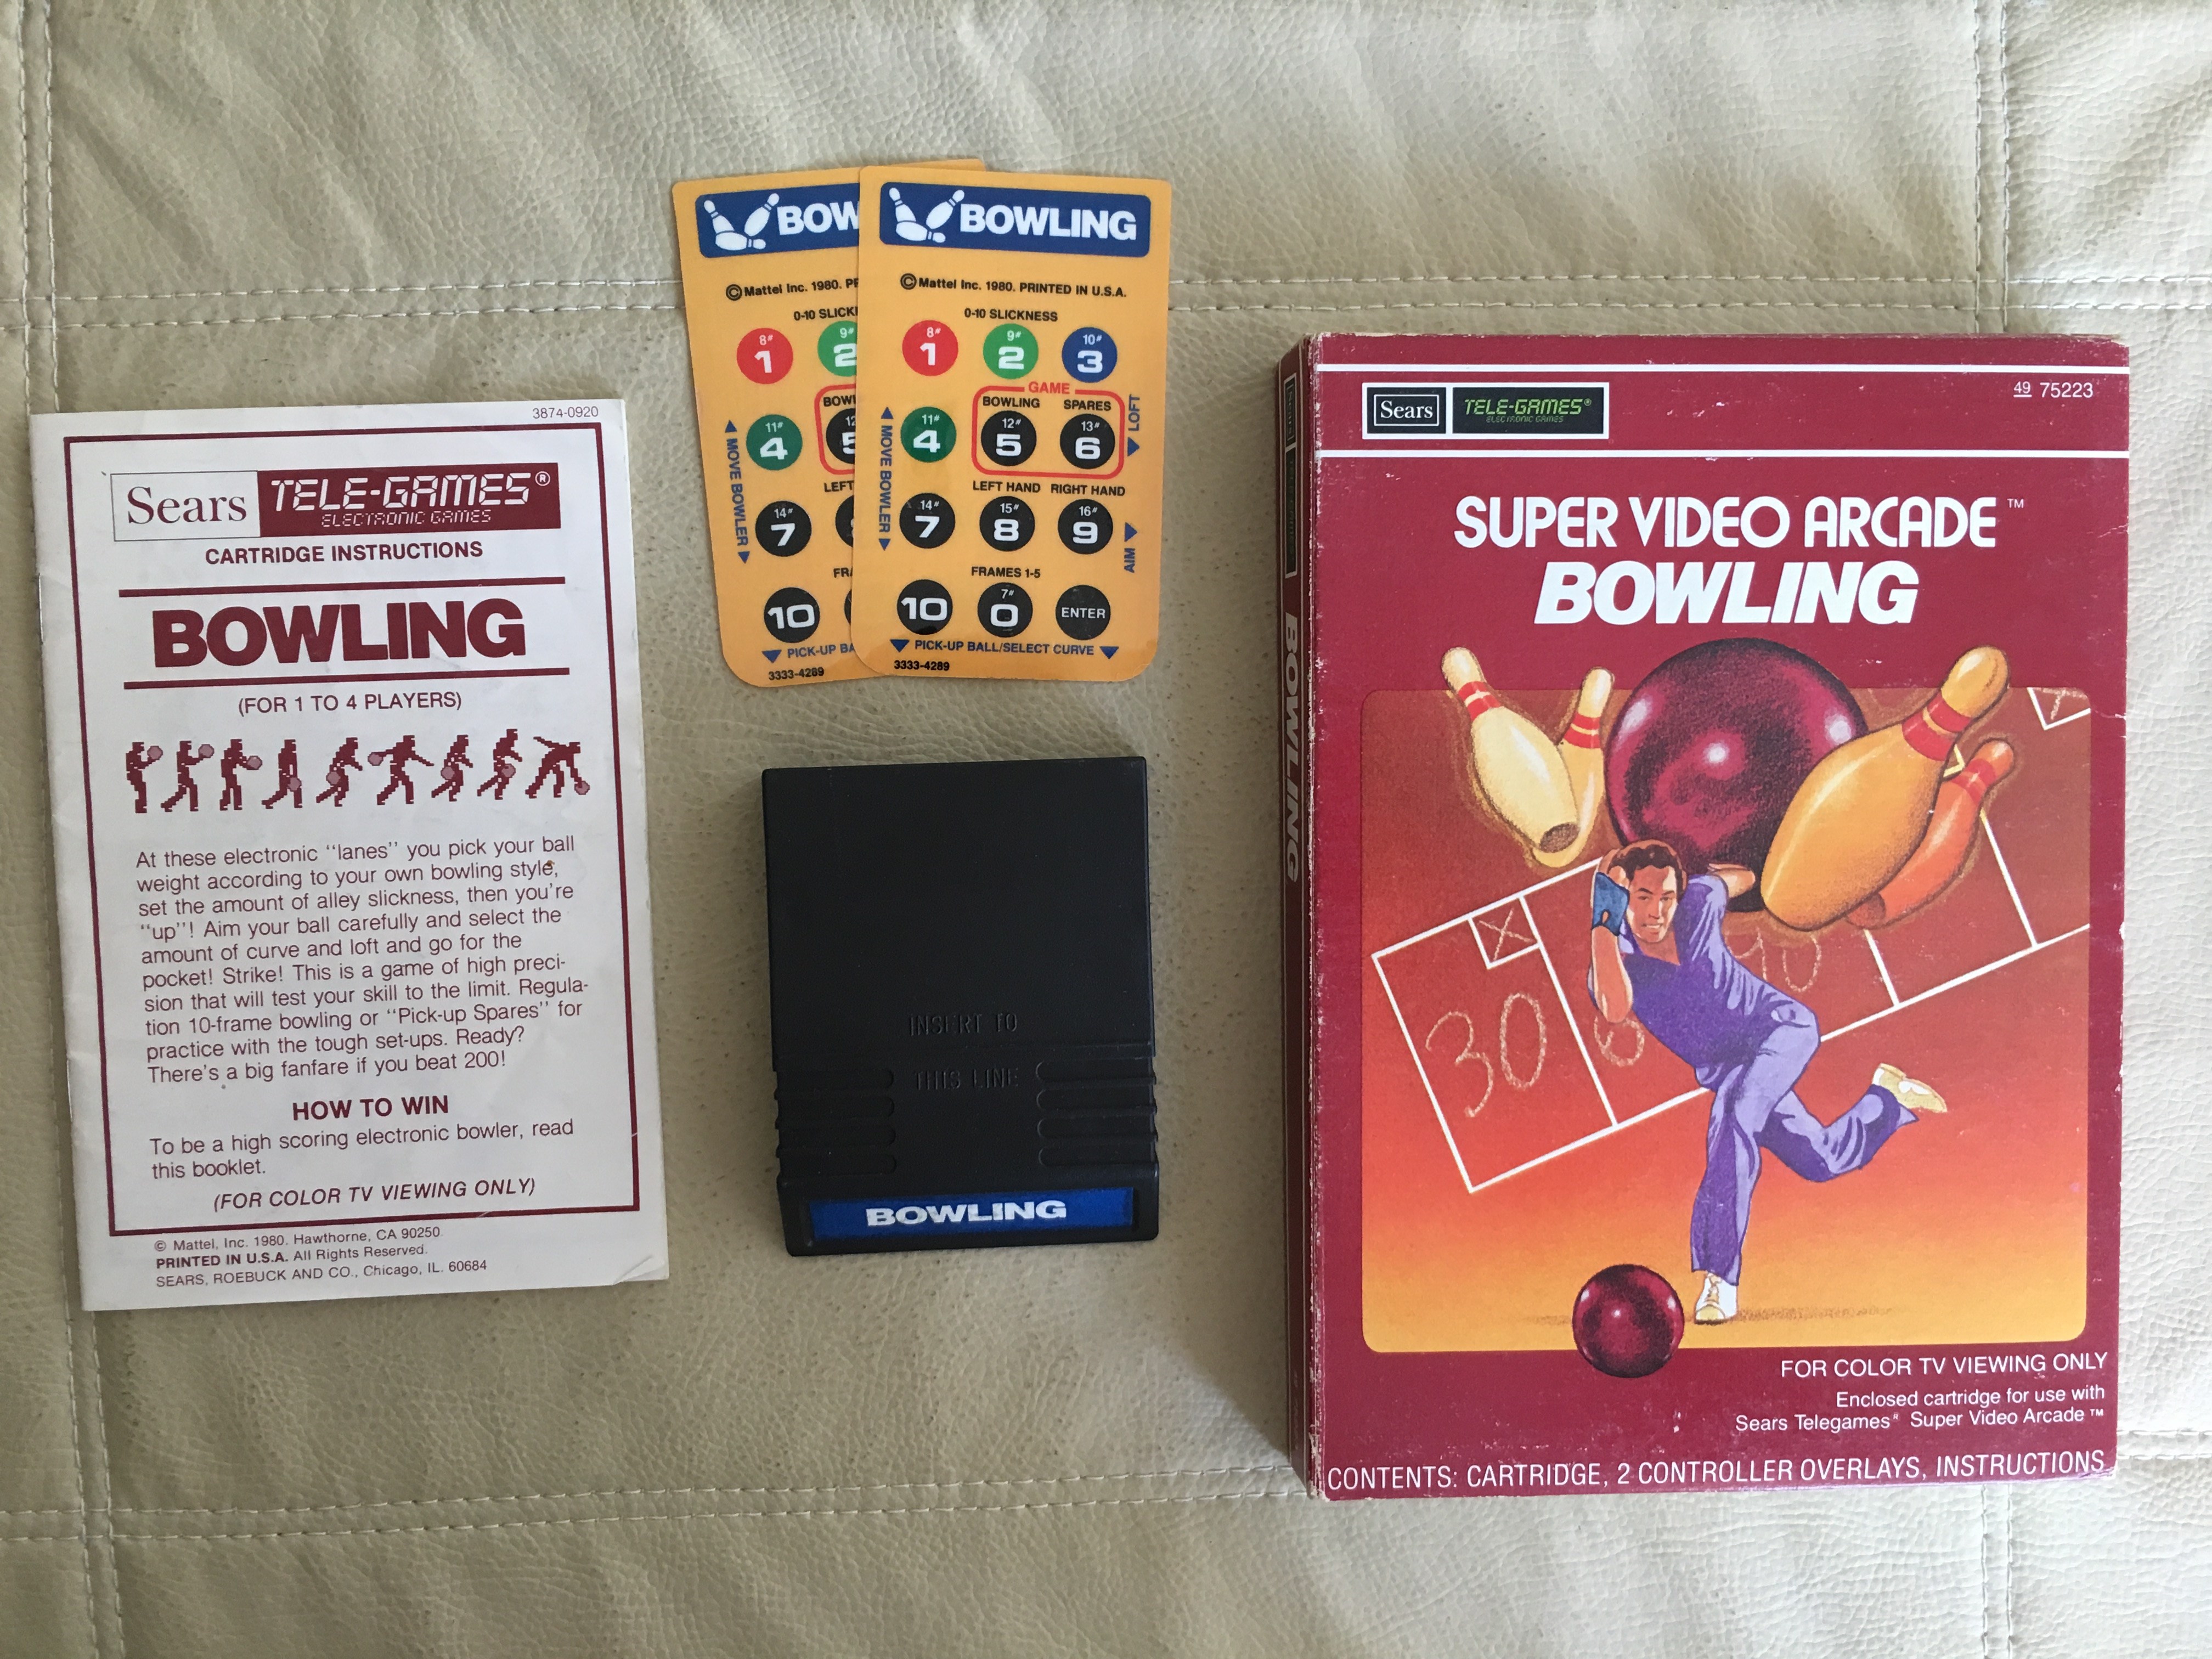 3874-0920
Sears TELE-GAMES®
ELECTRONIC GAMES
CARTRIDGE INSTRUCTIONS
BOWLING
(FOR 1 TO 4 PLAYERS)
At these electronic "lanes" you pick your ball
weight according to your own bowling style,
set the amount of alley slickness, then you're
"up"! Aim your ball carefully and select the
amount of curve and loft and go for the
pocket! Strike! This is a game of high preci-
sion that will test your skill to the limit. Regula-
tion 10-frame bowling or "Pick-up Spares" for
practice with the tough set-ups. Ready?
There's a big fanfare if you beat 200!
HOW TO WIN
To be a high scoring electronic bowler, read
this booklet.
(FOR COLOR TV VIEWING ONLY)
© Mattel, Inc. 1980. Hawthorne, CA 90250
PRINTED IN U.S.A. All Rights Reserved.
SEARS, ROEBUCK AND CO., Chicago, IL. 60684
BOW
© Mattel Inc. 1980. PR
0-10 SLICK
8# 1
9# 2
BOWL
11# 4
12 5
MOVE BOWLER
LEFT
14# 7
FRA
10
PICK-UP BA
3333-4289
BOWLING
© Mattel Inc. 1980. PRINTED IN U.S.A.
0-10 SLICKNESS
8# 1
9# 2
10# 3
GAME
BOWLING SPARES
11# 4
12# 5
13# 6
LOFT
MOVE BOWLER
LEFT HAND RIGHT HAND
14# 7
15# 8
16# 9
AIM
FRAMES 1-5
10
7# 0
ENTER
PICK-UP BALL/SELECT CURVE
3333-4289
INSERT TO
THIS LINE
BOWLING
BOWLING
Sears TELE-GAMES®
ELECTRONIC GAMES
49 75223
SUPER VIDEO ARCADE™
BOWLING
X
30
FOR COLOR TV VIEWING ONLY
Enclosed cartridge for use with
Sears Telegames® Super Video Arcade™
CONTENTS: CARTRIDGE, 2 CONTROLLER OVERLAYS, INSTRUCTIONS